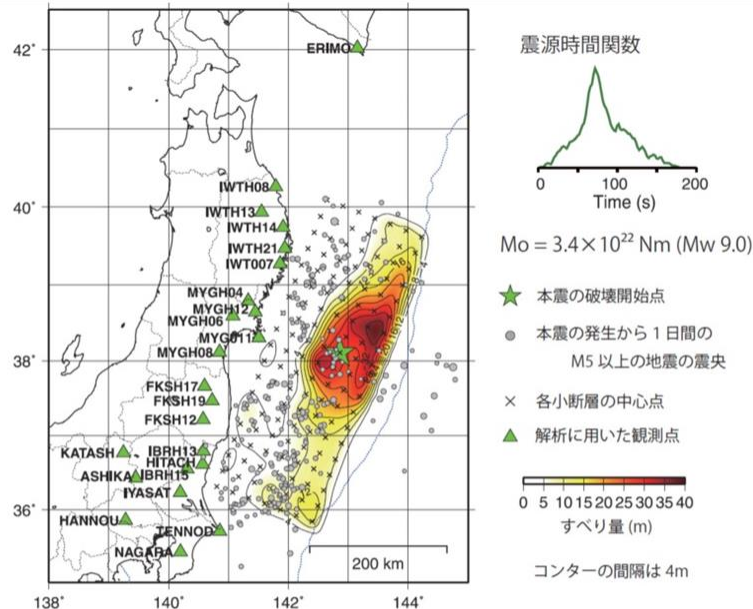 42°
40°
38°
36°
138°
140°
142°
144°
ERIMO
IWTH08
IWTH13
IWTH14
IWTH21
IWT007
MYGH04
MYGH12
MYGH06
MYG011
MYGH08
FKSH17
FKSH19
FKSH12
KATASH
IBRH13
HITACH
ASHIKA
IBRH15
IYASAT
HANNOU
TENNOD
NAGARA
200 km
震源時間関数
0 100 200
Time (s)
Mo = 3.4×10²² Nm (Mw 9.0)
本震の破壊開始点
本震の発生から1日間の
M5 以上の地震の震央
各小断層の中心点
解析に用いた観測点
0 5 10 15 20 25 30 35 40
すべり量 (m)
コンターの間隔は 4m